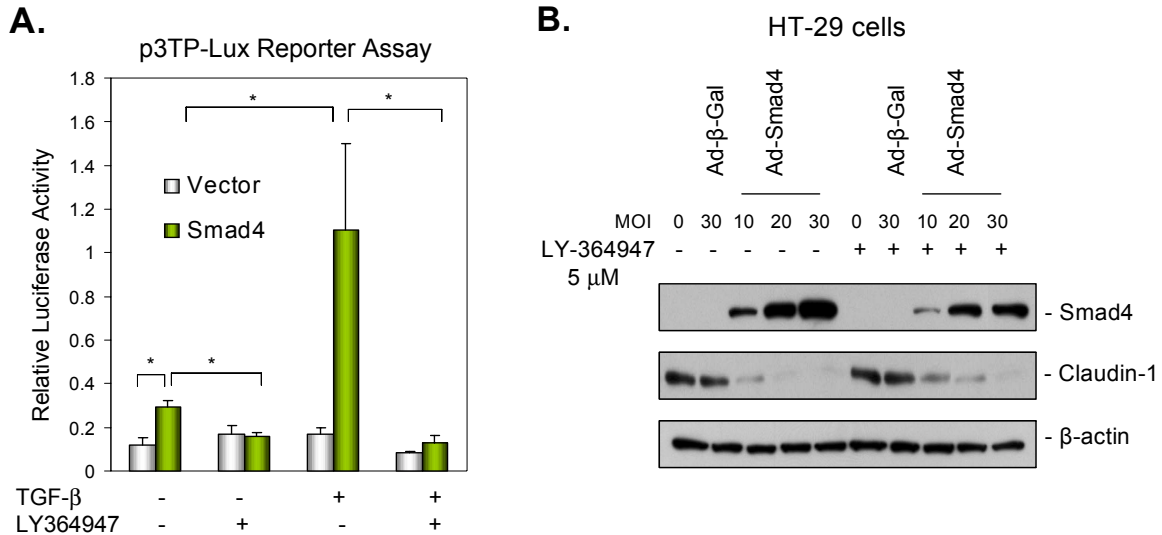 A.
p3TP-Lux Reporter Assay
Relative Luciferase Activity
1.8
1.6
1.4
1.2
1
0.8
0.6
0.4
0.2
0
Vector
Smad4
* *
* *
TGF-β - - + +
LY364947 - + - +
B.
HT-29 cells
Ad-β-Gal Ad-Smad4 Ad-β-Gal Ad-Smad4
MOI 0 30 10 20 30 0 30 10 20 30
LY-364947 - - - - - + + + + +
5 μM
- Smad4
- Claudin-1
- β-actin